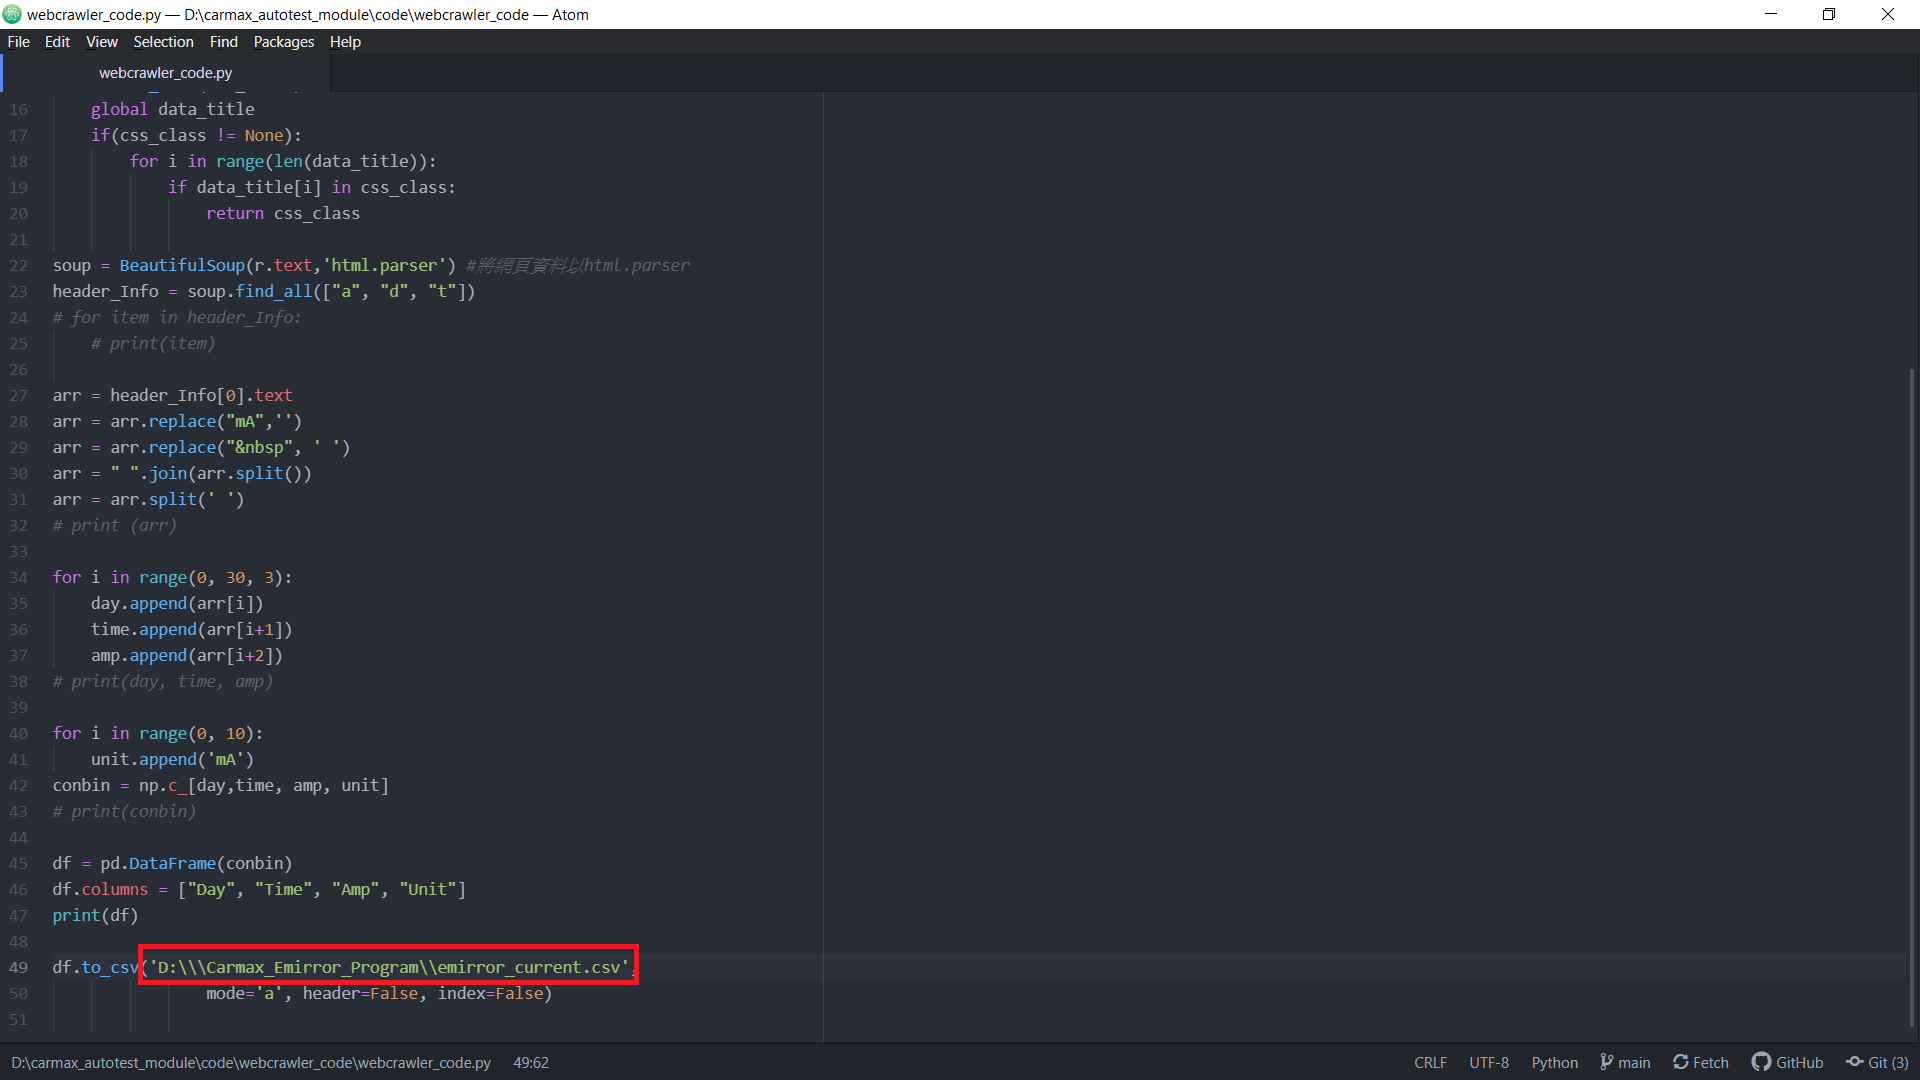 webcrawler_code.py — D:\carmax_autotest_module\code\webcrawler_code — Atom
File Edit View Selection Find Packages Help
webcrawler_code.py
16 global data_title
17 if(css_class != None):
18 for i in range(len(data_title)):
19 if data_title[i] in css_class:
20 return css_class
21
22 soup = BeautifulSoup(r.text,'html.parser') #將網頁資料以html.parser
23 header_Info = soup.find_all(["a", "d", "t"])
24 # for item in header_Info:
25 # print(item)
26
27 arr = header_Info[0].text
28 arr = arr.replace("mA",'')
29 arr = arr.replace("&nbsp", ' ')
30 arr = " ".join(arr.split())
31 arr = arr.split(' ')
32 # print (arr)
33
34 for i in range(0, 30, 3):
35 day.append(arr[i])
36 time.append(arr[i+1])
37 amp.append(arr[i+2])
38 # print(day, time, amp)
39
40 for i in range(0, 10):
41 unit.append('mA')
42 conbin = np.c_[day,time, amp, unit]
43 # print(conbin)
44
45 df = pd.DataFrame(conbin)
46 df.columns = ["Day", "Time", "Amp", "Unit"]
47 print(df)
48
49 df.to_csv('D:\\\Carmax_Emirror_Program\\emirror_current.csv',
50 mode='a', header=False, index=False)
51
D:\carmax_autotest_module\code\webcrawler_code\webcrawler_code.py 49:62 CRLF UTF-8 Python main Fetch GitHub Git (3)